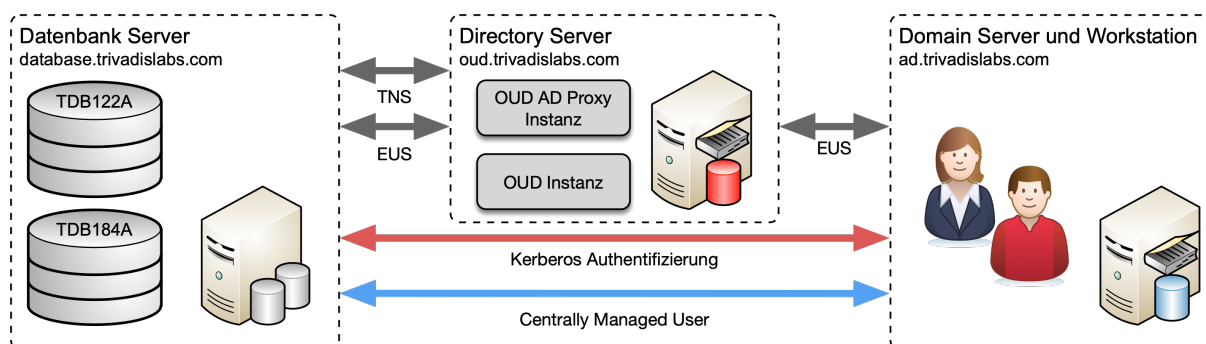 Datenbank Server
database.trivadislabs.com
TDB122A
TDB184A
TNS
EUS
Directory Server
oud.trivadislabs.com
OUD AD Proxy
Instanz
OUD Instanz
EUS
Domain Server und Workstation
ad.trivadislabs.com
Kerberos Authentifizierung
Centrally Managed User